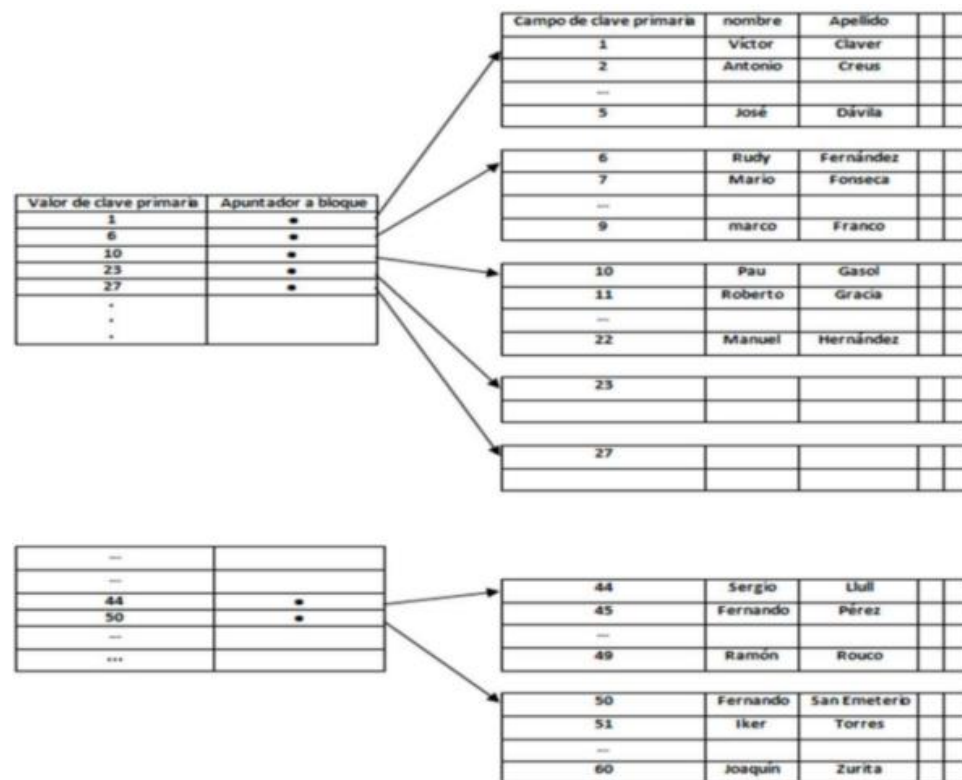 Campo de clave primaria nombre Apellido
1 Víctor Claver
2 Antonio Creus
...
5 José Dávila
6 Rudy Fernández
7 Mario Fonseca
...
9 marco Franco
Valor de clave primaria Apuntador a bloque
1 •
6 •
10 •
23 •
27 •
.
.
.
10 Pau Gasol
11 Roberto Gracia
...
22 Manuel Hernández
23
27
...
...
44 •
50 •
...
...
44 Sergio Llull
45 Fernando Pérez
...
49 Ramón Rouco
50 Fernando San Emeterio
51 Iker Torres
...
60 Joaquín Zurita